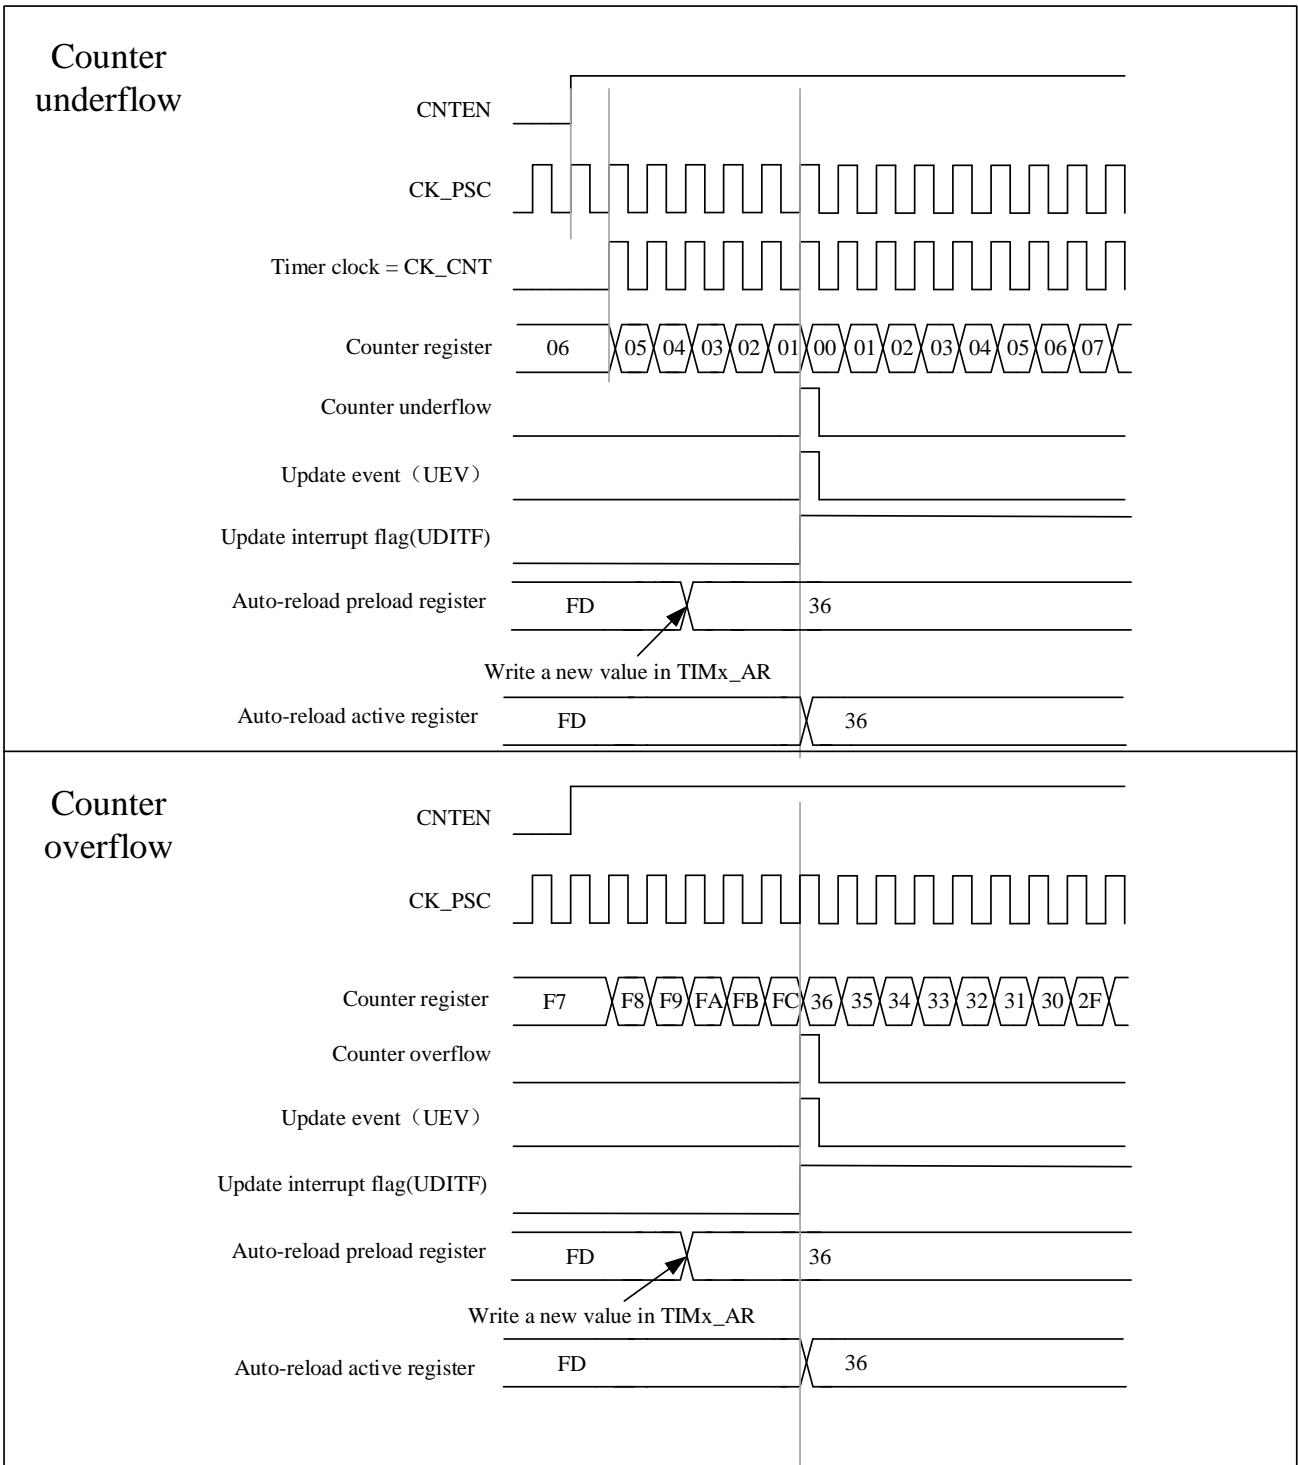 Counter
underflow
CNTEN
CK_PSC
Timer clock = CK_CNT
Counter register 06 05 04 03 02 01 00 01 02 03 04 05 06 07
Counter underflow
Update event（UEV）
Update interrupt flag(UDITF)
Auto-reload preload register FD 36
Write a new value in TIMx_AR
Auto-reload active register FD 36
Counter
overflow
CNTEN
CK_PSC
Counter register F7 F8 F9 FA FB FC 36 35 34 33 32 31 30 2F
Counter overflow
Update event（UEV）
Update interrupt flag(UDITF)
Auto-reload preload register FD 36
Write a new value in TIMx_AR
Auto-reload active register FD 36